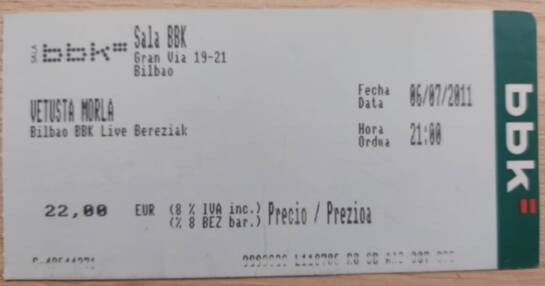 SALA bbk Sala BBK
Gran Via 19-21
Bilbao
Fecha
Data 06/07/2011
VETUSTA MORLA
Bilbao BBK Live Bereziak
Hora
Ordua 21:00
22,00 EUR (8 % IVA inc.) Precio / Prezioa
(% 8 BEZ bar.)
bbk